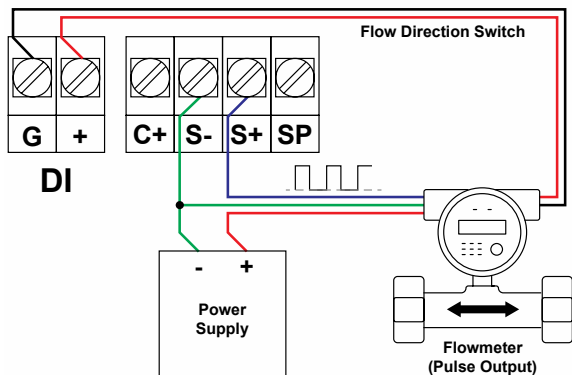 Flow Direction Switch
G + C+ S- S+ SP
DI
- +
Power
Supply
Flowmeter
(Pulse Output)